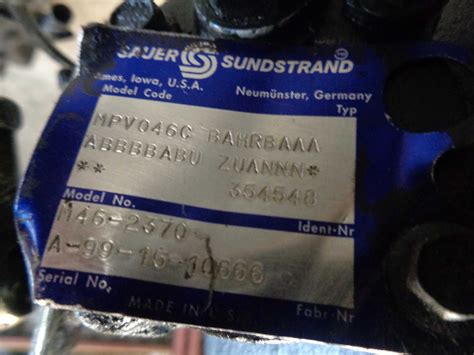 SAUER SUNDSTRAND
Ames, Iowa, U.S.A. Neumünster, Germany
Model Code Typ
MPV046C BAHRBAAA
ABBBBABU ZUANNN*
** 354548
Model No. Ident-Nr
M46-2370
A-99-15-10666
Serial No. Fabr-Nr
MADE IN